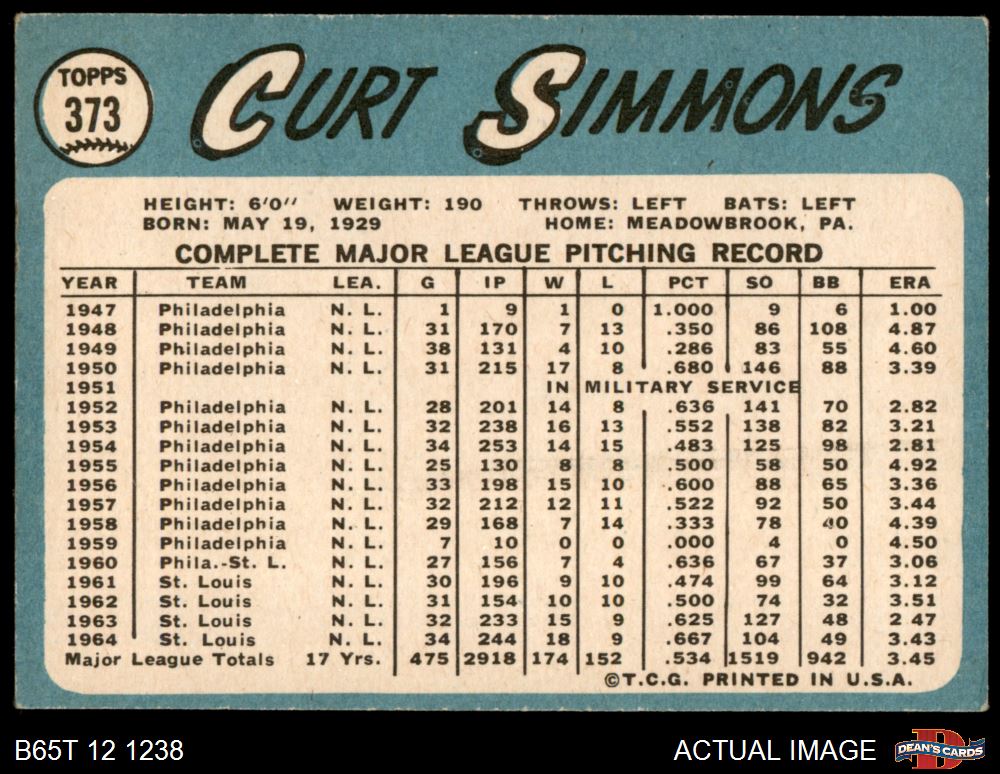 TOPPS
373
CURT SIMMONS
HEIGHT: 6'0" WEIGHT: 190 THROWS: LEFT BATS: LEFT
BORN: MAY 19, 1929 HOME: MEADOWBROOK, PA.
COMPLETE MAJOR LEAGUE PITCHING RECORD
YEAR TEAM LEA. G IP W L PCT SO BB ERA
1947 Philadelphia N. L. 1 9 1 0 1.000 9 6 1.00
1948 Philadelphia N. L. 31 170 7 13 .350 86 108 4.87
1949 Philadelphia N. L. 38 131 4 10 .286 83 55 4.60
1950 Philadelphia N. L. 31 215 17 8 .680 146 88 3.39
1951 IN MILITARY SERVICE
1952 Philadelphia N. L. 28 201 14 8 .636 141 70 2.82
1953 Philadelphia N. L. 32 238 16 13 .552 138 82 3.21
1954 Philadelphia N. L. 34 253 14 15 .483 125 98 2.81
1955 Philadelphia N. L. 25 130 8 8 .500 58 50 4.92
1956 Philadelphia N. L. 33 198 15 10 .600 88 65 3.36
1957 Philadelphia N. L. 32 212 12 11 .522 92 50 3.44
1958 Philadelphia N. L. 29 168 7 14 .333 78 40 4.39
1959 Philadelphia N. L. 7 10 0 0 .000 4 0 4.50
1960 Phila.-St. L. N. L. 27 156 7 4 .636 67 37 3.06
1961 St. Louis N. L. 30 196 9 10 .474 99 64 3.12
1962 St. Louis N. L. 31 154 10 10 .500 74 32 3.51
1963 St. Louis N. L. 32 233 15 9 .625 127 48 2.47
1964 St. Louis N. L. 34 244 18 9 .667 104 49 3.43
Major League Totals 17 Yrs. 475 2918 174 152 .534 1519 942 3.45
©T.C.G. PRINTED IN U.S.A.
B65T 12 1238 ACTUAL IMAGE DEAN'S CARDS